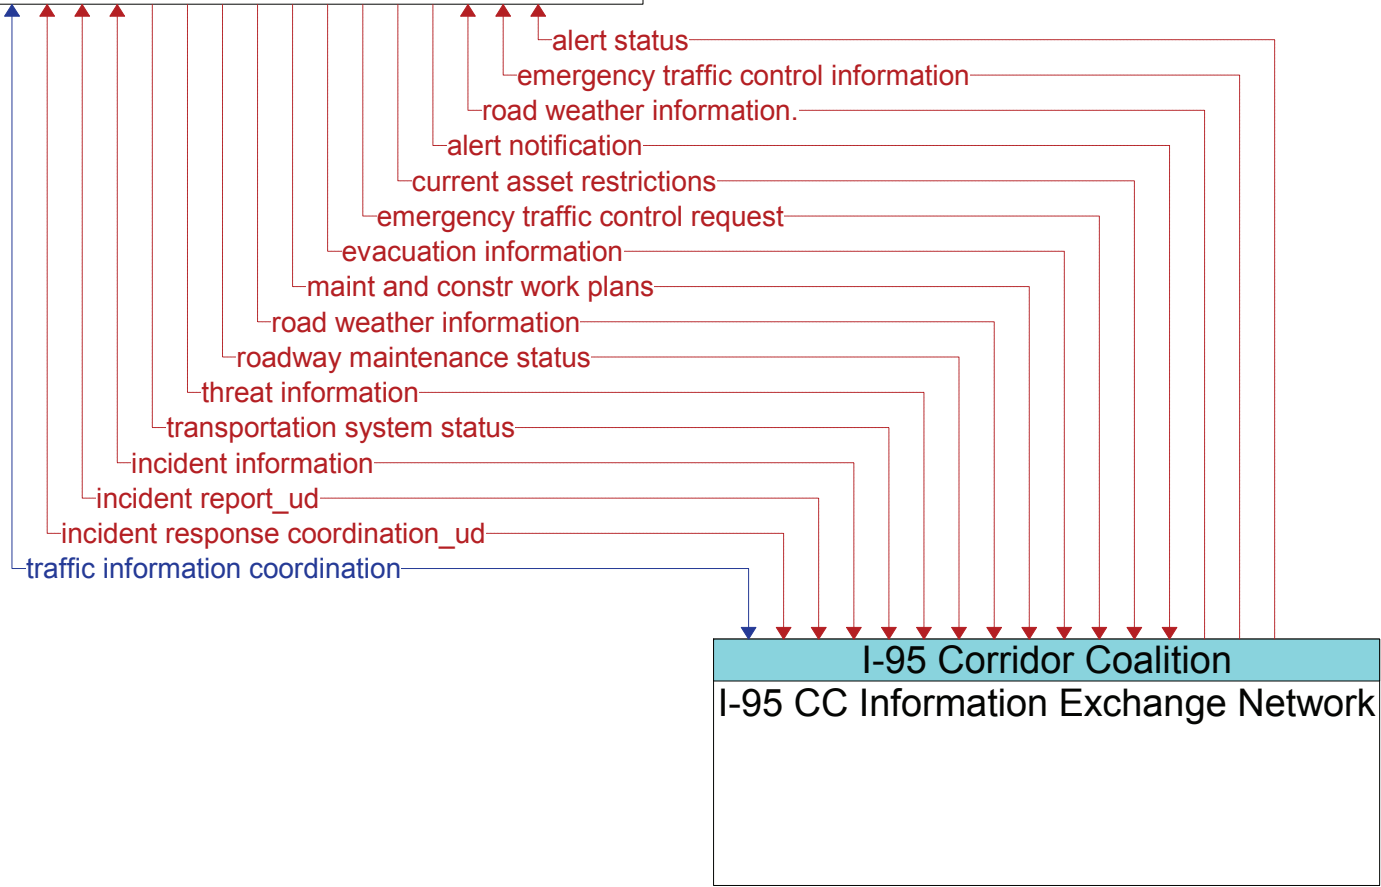 alert status
emergency traffic control information
road weather information.
alert notification
current asset restrictions
emergency traffic control request
evacuation information
maint and constr work plans
road weather information
roadway maintenance status
threat information
transportation system status
incident information
incident report_ud
incident response coordination_ud
traffic information coordination
I-95 Corridor Coalition
I-95 CC Information Exchange Network